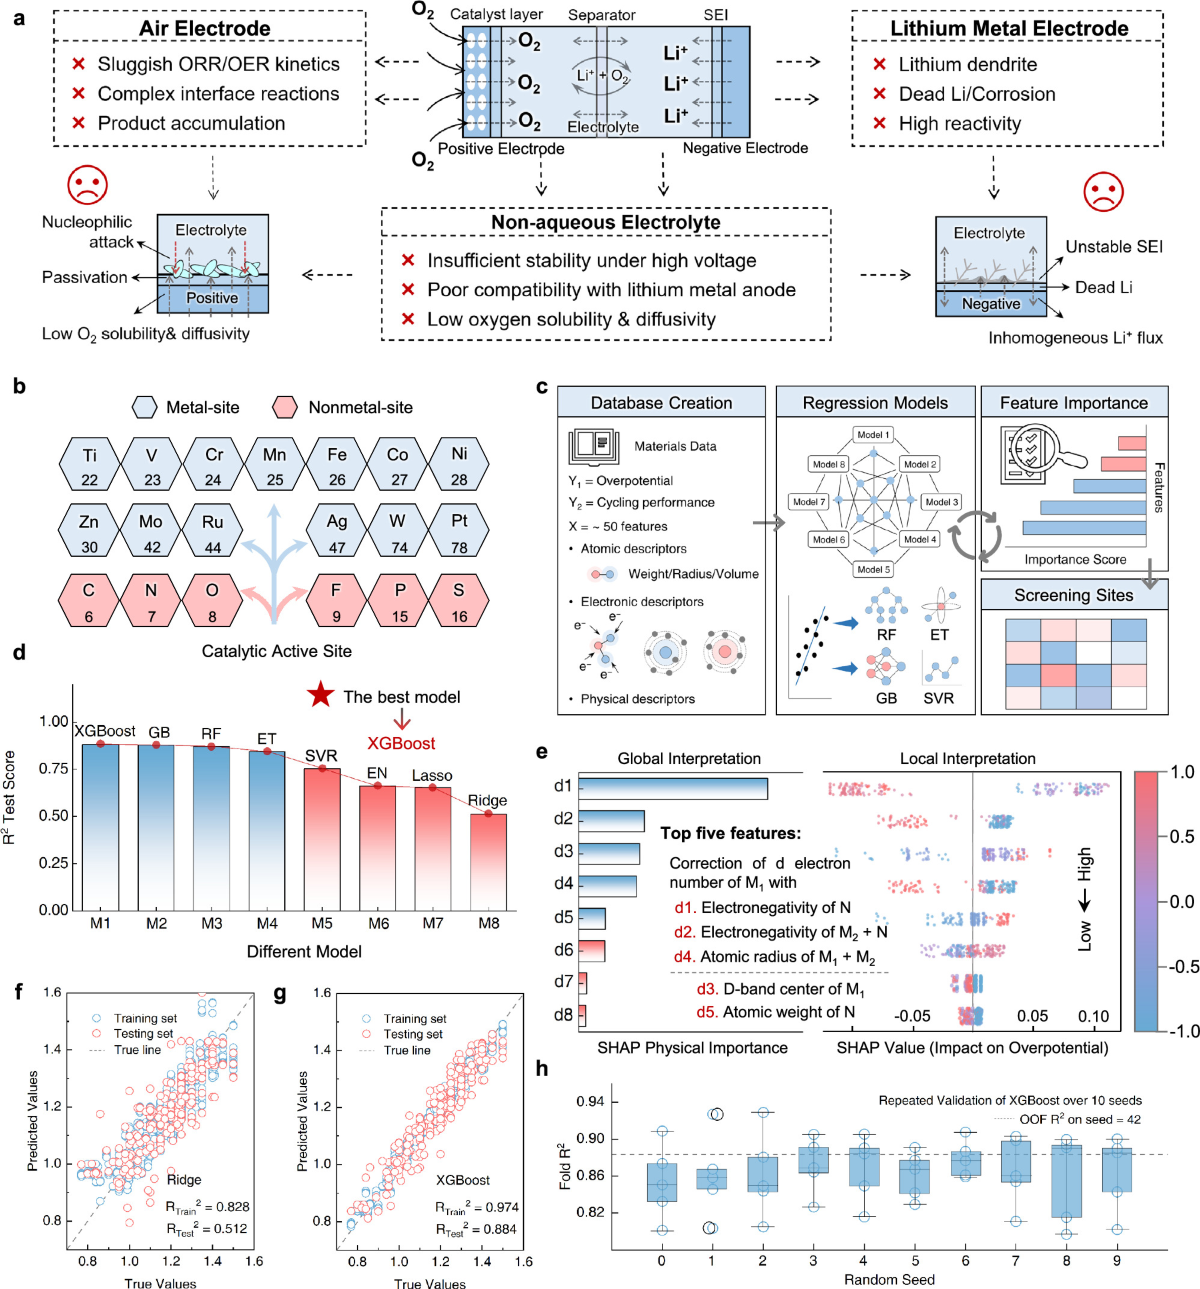 a
Air Electrode
× Sluggish ORR/OER kinetics
× Complex interface reactions
× Product accumulation
O2
Catalyst layer
Separator
SEI
O2
Li+
O2
Li+ + O2
Li+
O2
Electrolyte
Li+
Positive Electrode
Negative Electrode
O2
Lithium Metal Electrode
× Lithium dendrite
× Dead Li/Corrosion
× High reactivity
Nucleophilic
attack
Passivation
Low O2 solubility& diffusivity
Electrolyte
Positive
Non-aqueous Electrolyte
× Insufficient stability under high voltage
× Poor compatibility with lithium metal anode
× Low oxygen solubility & diffusivity
Electrolyte
Negative
Unstable SEI
Dead Li
Inhomogeneous Li+ flux
b
Metal-site
Nonmetal-site
Ti V Cr Mn Fe Co Ni
22 23 24 25 26 27 28
Zn Mo Ru Ag W Pt
30 42 44 47 74 78
C N O F P S
6 7 8 9 15 16
Catalytic Active Site
c
Database Creation
Materials Data
Y1 = Overpotential
Y2 = Cycling performance
X = ~ 50 features
• Atomic descriptors
Weight/Radius/Volume
• Electronic descriptors
e−
e−
e−
e−
• Physical descriptors
Regression Models
Model 1
Model 8
Model 2
Model 7
Model 3
Model 6
Model 4
Model 5
RF
ET
GB
SVR
Feature Importance
Features
Importance Score
Screening Sites
d
The best model
XGBoost
R2 Test Score
1.00
0.75
0.50
0.25
0.00
XGBoost
GB
RF
ET
SVR
EN
Lasso
Ridge
M1 M2 M3 M4 M5 M6 M7 M8
Different Model
e
Global Interpretation
Local Interpretation
d1
d2
d3
d4
d5
d6
d7
d8
Top five features:
Correction of d electron
number of M1 with
d1. Electronegativity of N
d2. Electronegativity of M2 + N
d4. Atomic radius of M1 + M2
d3. D-band center of M1
d5. Atomic weight of N
SHAP Physical Importance
-0.05 0.05 0.10
SHAP Value (Impact on Overpotential)
High
Low
1.0
0.5
0.0
-0.5
-1.0
f
Training set
Testing set
True line
Predicted Values
1.6
1.4
1.2
1.0
0.8
Ridge
RTrain2 = 0.828
RTest2 = 0.512
0.8 1.0 1.2 1.4 1.6
True Values
g
Training set
Testing set
True line
Predicted Values
1.6
1.4
1.2
1.0
0.8
XGBoost
RTrain2 = 0.974
RTest2 = 0.884
0.8 1.0 1.2 1.4 1.6
True Values
h
Repeated Validation of XGBoost over 10 seeds
OOF R2 on seed = 42
Fold R2
0.94
0.90
0.86
0.82
0 1 2 3 4 5 6 7 8 9
Random Seed